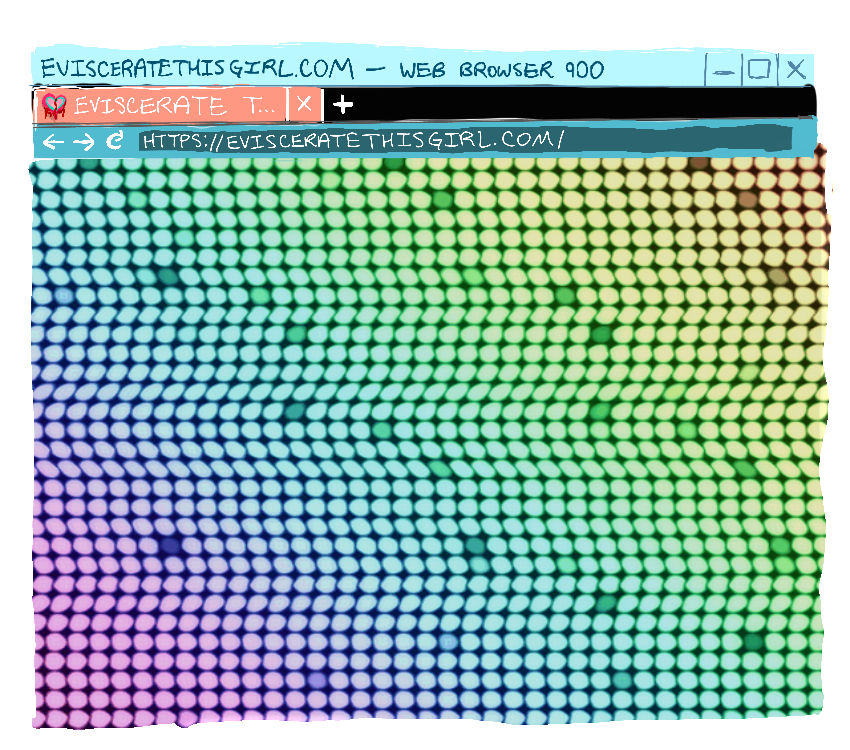 EVISCERATETHISGIRL.COM — WEB BROWSER 900
EVISCERATE T...
HTTPS://EVISCERATETHISGIRL.COM/